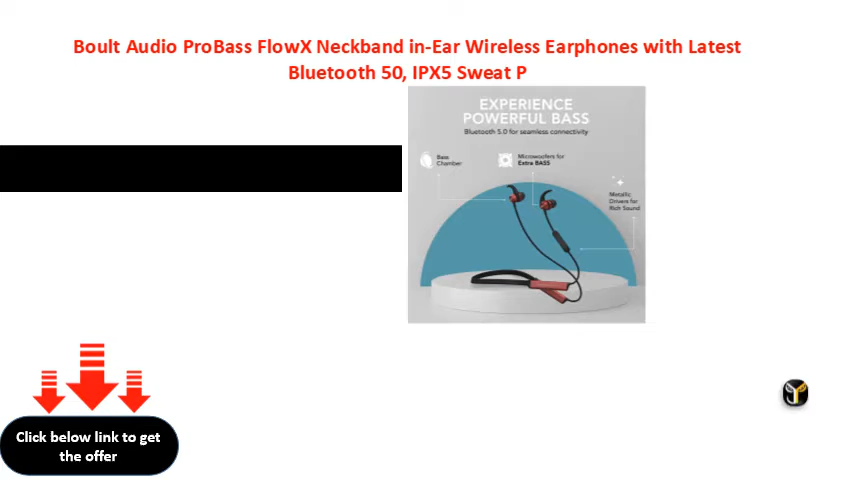 Boult Audio ProBass FlowX Neckband in-Ear Wireless Earphones with Latest
Bluetooth 50, IPX5 Sweat P
EXPERIENCE
POWERFUL BASS
Bluetooth 5.0 for seamless connectivity
Bass
Chamber
Microwoofers for
Extra BASS
Metallic
Drivers for
Rich Sound
Click below link to get
the offer